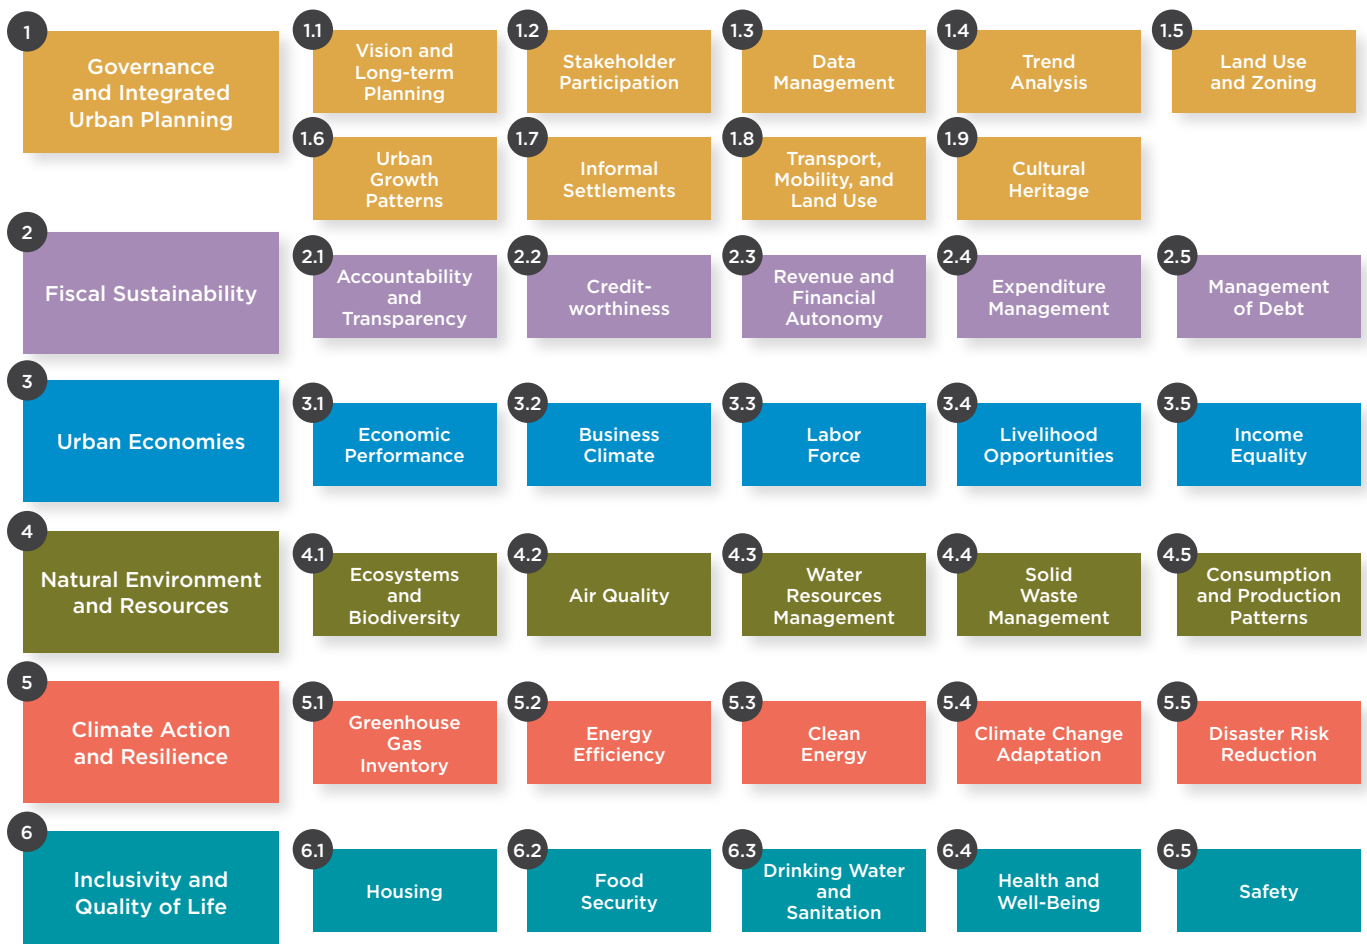 1
Governance
and Integrated
Urban Planning
1.1
Vision and
Long-term
Planning
1.2
Stakeholder
Participation
1.3
Data
Management
1.4
Trend
Analysis
1.5
Land Use
and Zoning
1.6
Urban
Growth
Patterns
1.7
Informal
Settlements
1.8
Transport,
Mobility, and
Land Use
1.9
Cultural
Heritage
2
Fiscal Sustainability
2.1
Accountability
and
Transparency
2.2
Credit-
worthiness
2.3
Revenue and
Financial
Autonomy
2.4
Expenditure
Management
2.5
Management
of Debt
3
Urban Economies
3.1
Economic
Performance
3.2
Business
Climate
3.3
Labor
Force
3.4
Livelihood
Opportunities
3.5
Income
Equality
4
Natural Environment
and Resources
4.1
Ecosystems
and
Biodiversity
4.2
Air Quality
4.3
Water
Resources
Management
4.4
Solid
Waste
Management
4.5
Consumption
and Production
Patterns
5
Climate Action
and Resilience
5.1
Greenhouse
Gas
Inventory
5.2
Energy
Efficiency
5.3
Clean
Energy
5.4
Climate Change
Adaptation
5.5
Disaster Risk
Reduction
6
Inclusivity and
Quality of Life
6.1
Housing
6.2
Food
Security
6.3
Drinking Water
and
Sanitation
6.4
Health and
Well-Being
6.5
Safety